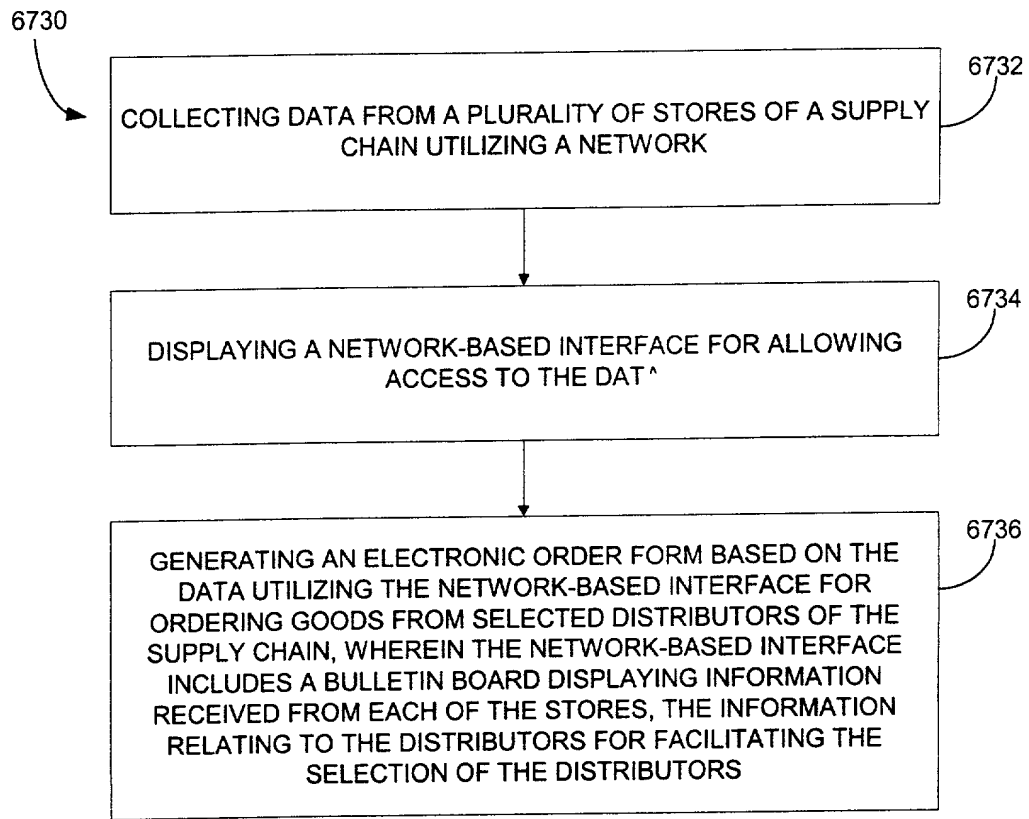 6730
6732
COLLECTING DATA FROM A PLURALITY OF STORES OF A SUPPLY
CHAIN UTILIZING A NETWORK
6734
DISPLAYING A NETWORK-BASED INTERFACE FOR ALLOWING
ACCESS TO THE DAT^
6736
GENERATING AN ELECTRONIC ORDER FORM BASED ON THE
DATA UTILIZING THE NETWORK-BASED INTERFACE FOR
ORDERING GOODS FROM SELECTED DISTRIBUTORS OF THE
SUPPLY CHAIN, WHEREIN THE NETWORK-BASED INTERFACE
INCLUDES A BULLETIN BOARD DISPLAYING INFORMATION
RECEIVED FROM EACH OF THE STORES, THE INFORMATION
RELATING TO THE DISTRIBUTORS FOR FACILITATING THE
SELECTION OF THE DISTRIBUTORS